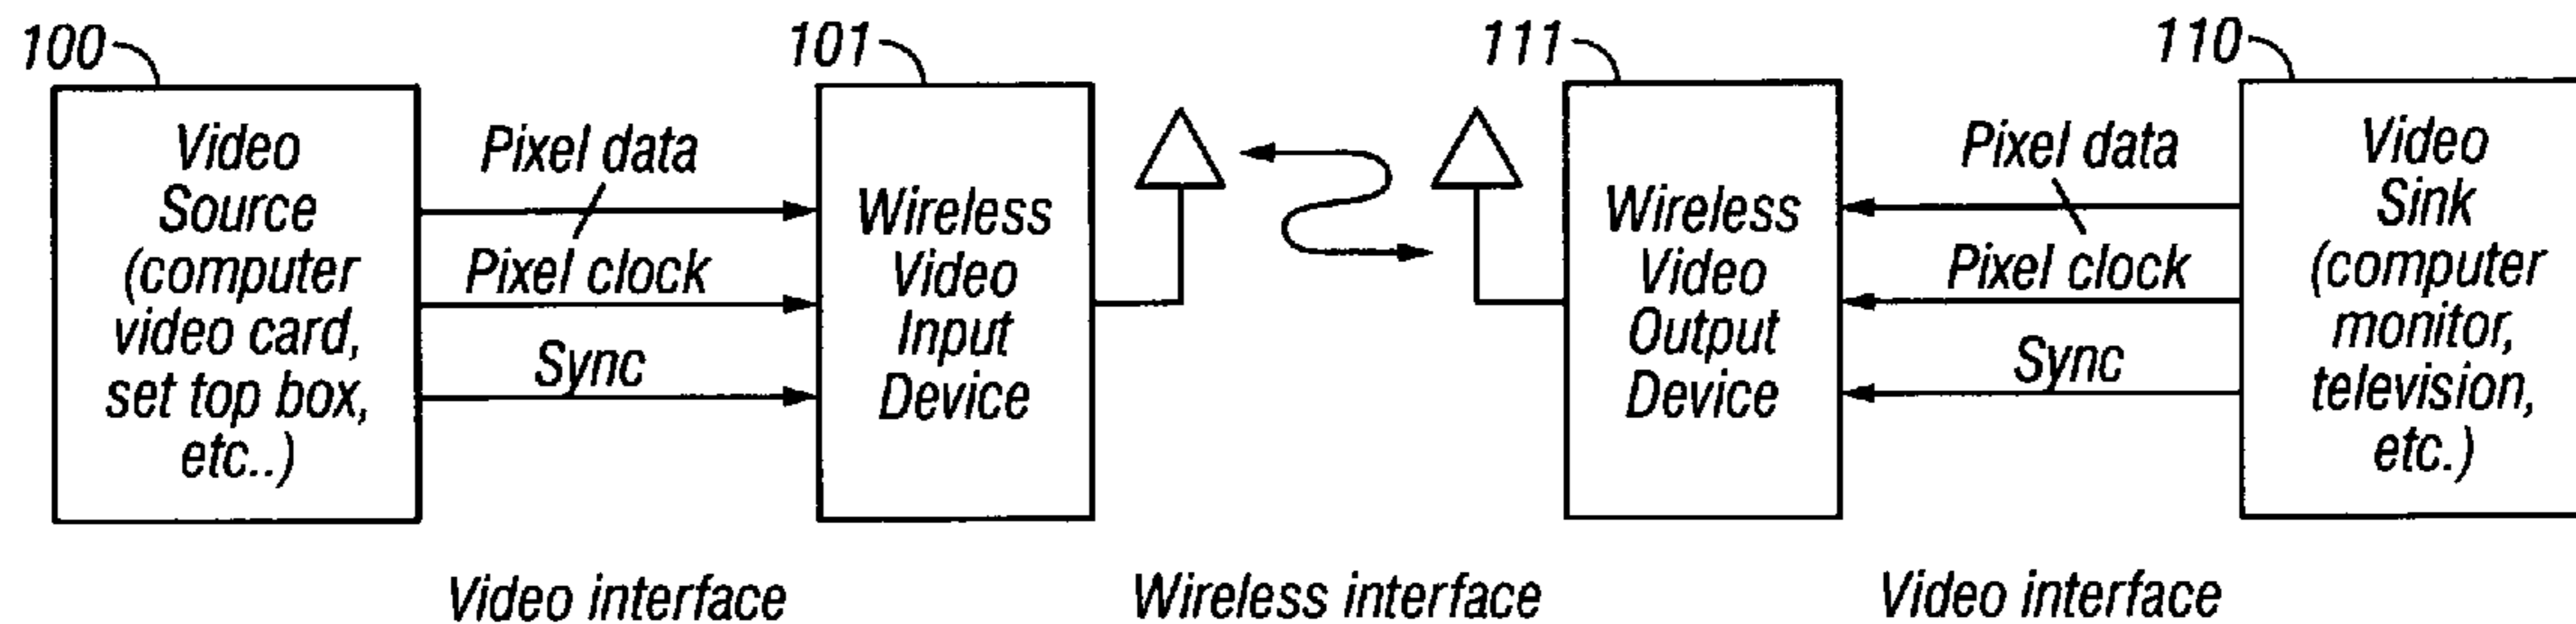 100
101
111
110
Video
Source
(computer
video card,
set top box,
etc..)
Pixel data
Pixel clock
Sync
Wireless
Video
Input
Device
Wireless
Video
Output
Device
Pixel data
Pixel clock
Sync
Video
Sink
(computer
monitor,
television,
etc.)
Video interface
Wireless interface
Video interface